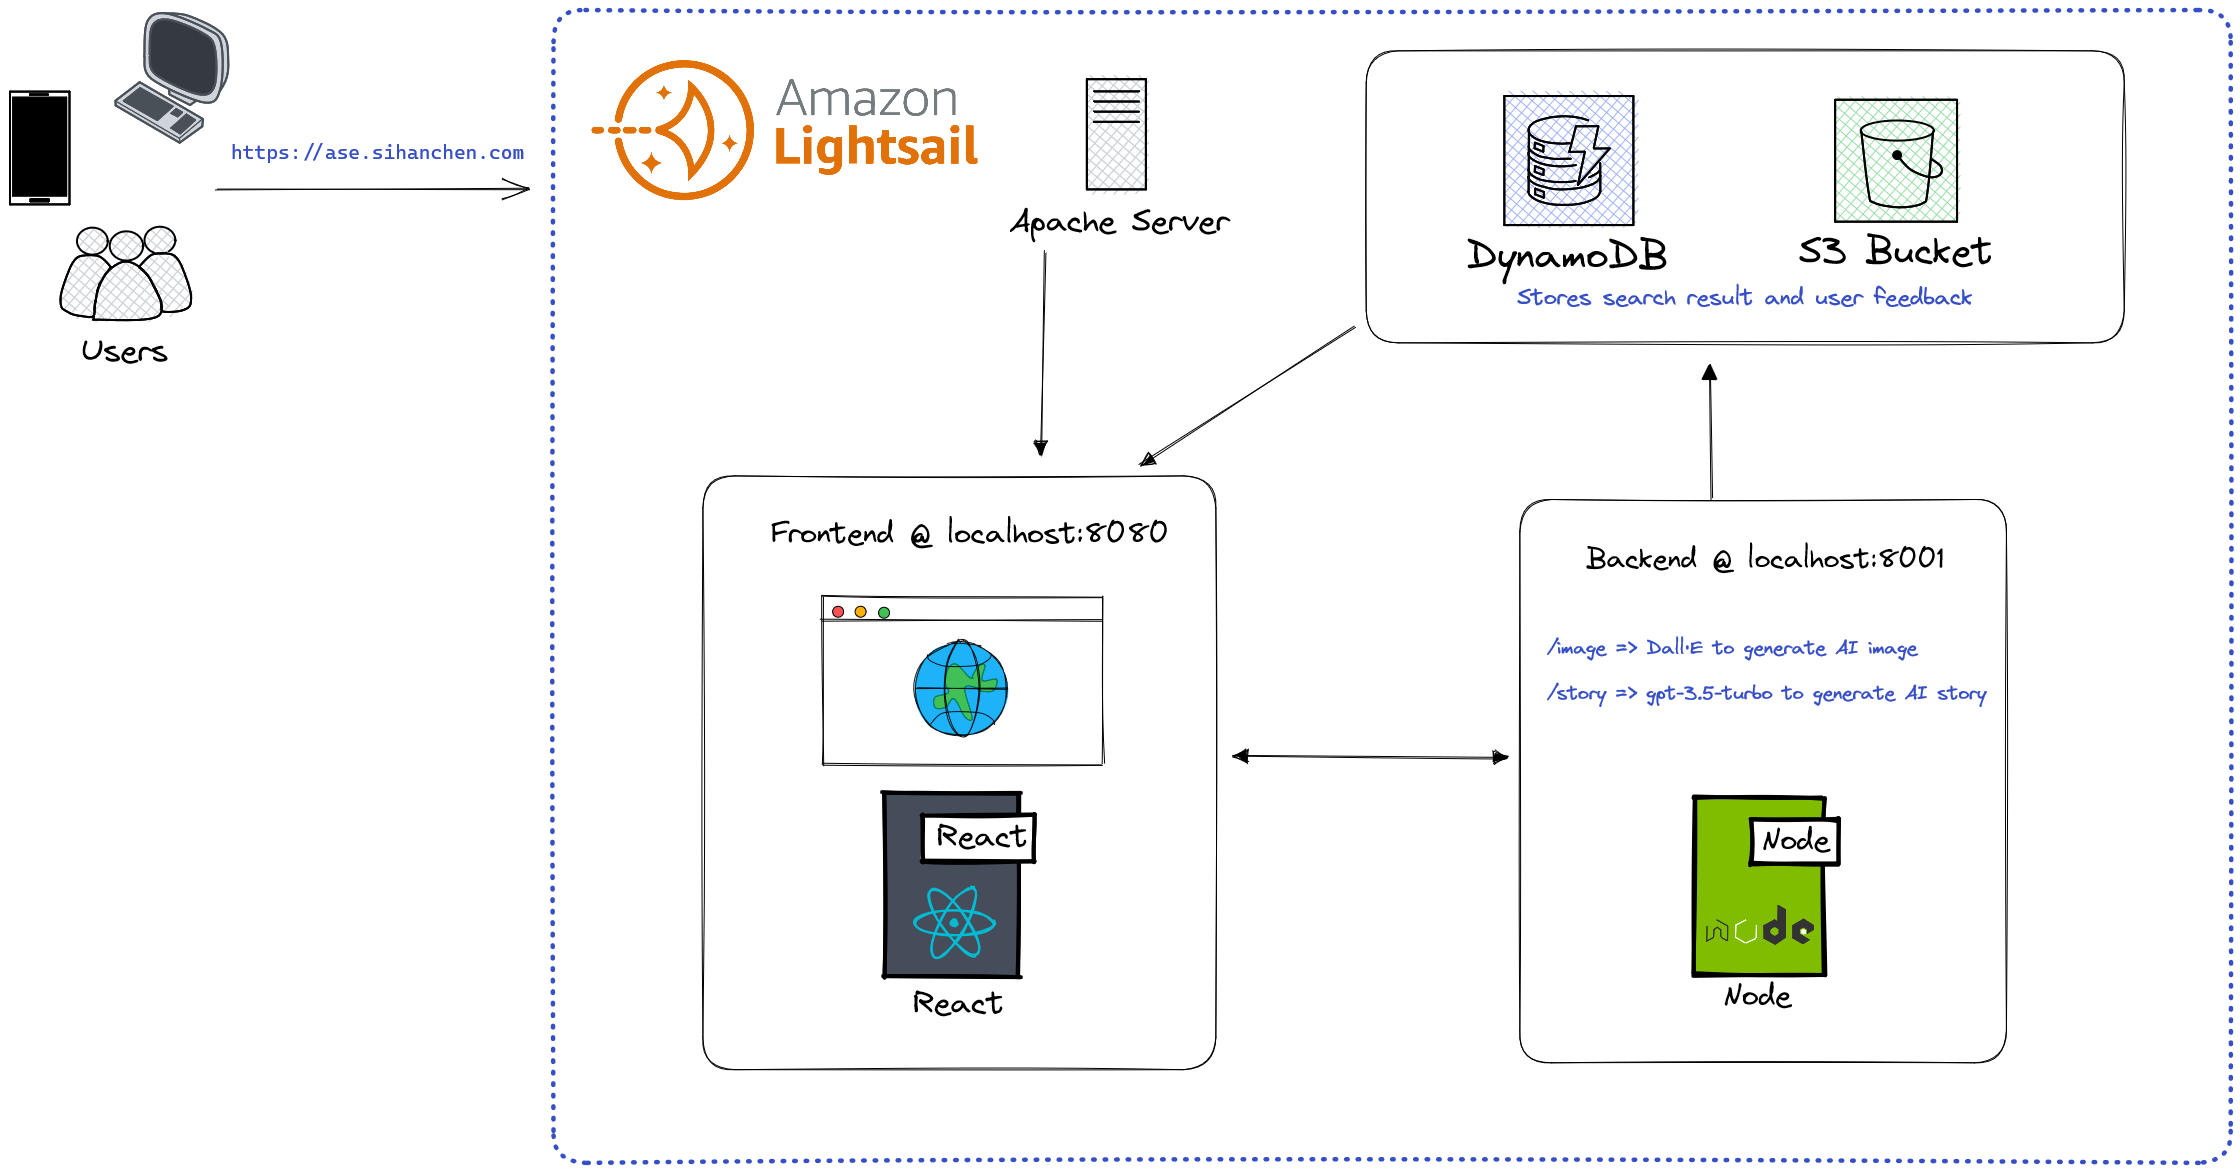 https://ase.sihanchen.com
Users
Amazon
Lightsail
Apache Server
DynamoDB
S3 Bucket
Stores search result and user feedback
Frontend @ localhost:8080
React
React
Backend @ localhost:8001
/image => Dall·E to generate AI image
/story => gpt-3.5-turbo to generate AI story
Node
node
Node